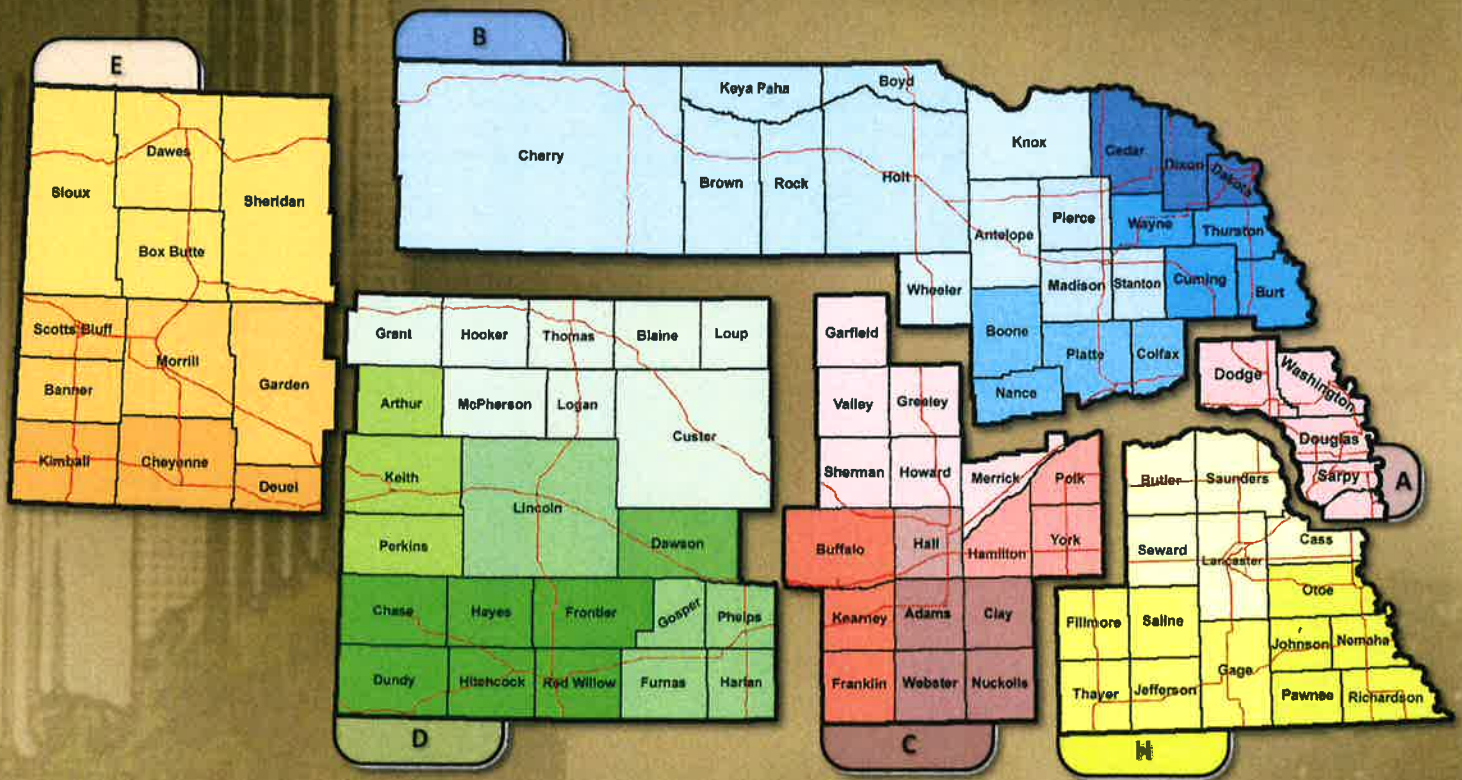 E
Dawes
Sioux
Sheridan
Box Butte
Scotts Bluff
Morrill
Banner
Garden
Kimball
Cheyenne
Deuel
B
Keya Paha
Boyd
Cherry
Brown
Rock
Holt
Knox
Cedar
Dixon
Dakota
Antelope
Pierce
Wayne
Thurston
Wheeler
Madison
Stanton
Cuming
Burt
Boone
Platte
Colfax
Nance
Grant
Hooker
Thomas
Blaine
Loup
Arthur
McPherson
Logan
Custer
Keith
Lincoln
Perkins
Dawson
Chase
Hayes
Frontier
Gosper
Phelps
Dundy
Hitchcock
Red Willow
Furnas
Harlan
D
Garfield
Valley
Greeley
Sherman
Howard
Merrick
Polk
Buffalo
Hall
Hamilton
York
Kearney
Adams
Clay
Franklin
Webster
Nuckolls
C
Dodge
Washington
Douglas
Sarpy
A
Butler
Saunders
Seward
Lancaster
Cass
Otoe
Fillmore
Saline
Johnson
Nemaha
Gage
Thayer
Jefferson
Pawnee
Richardson
H